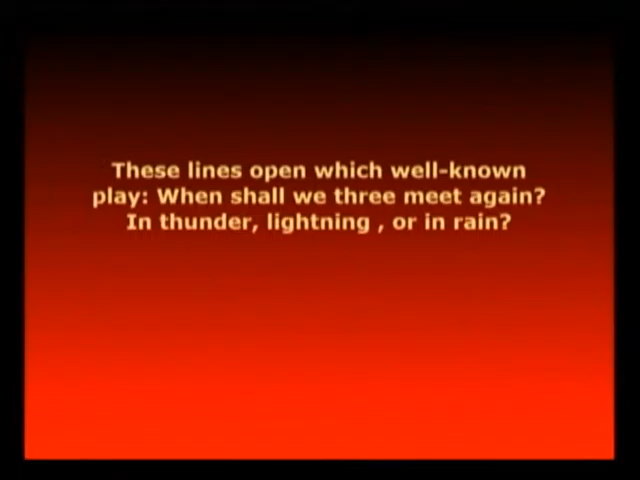 These lines open which well-known
play: When shall we three meet again?
In thunder, lightning , or in rain?